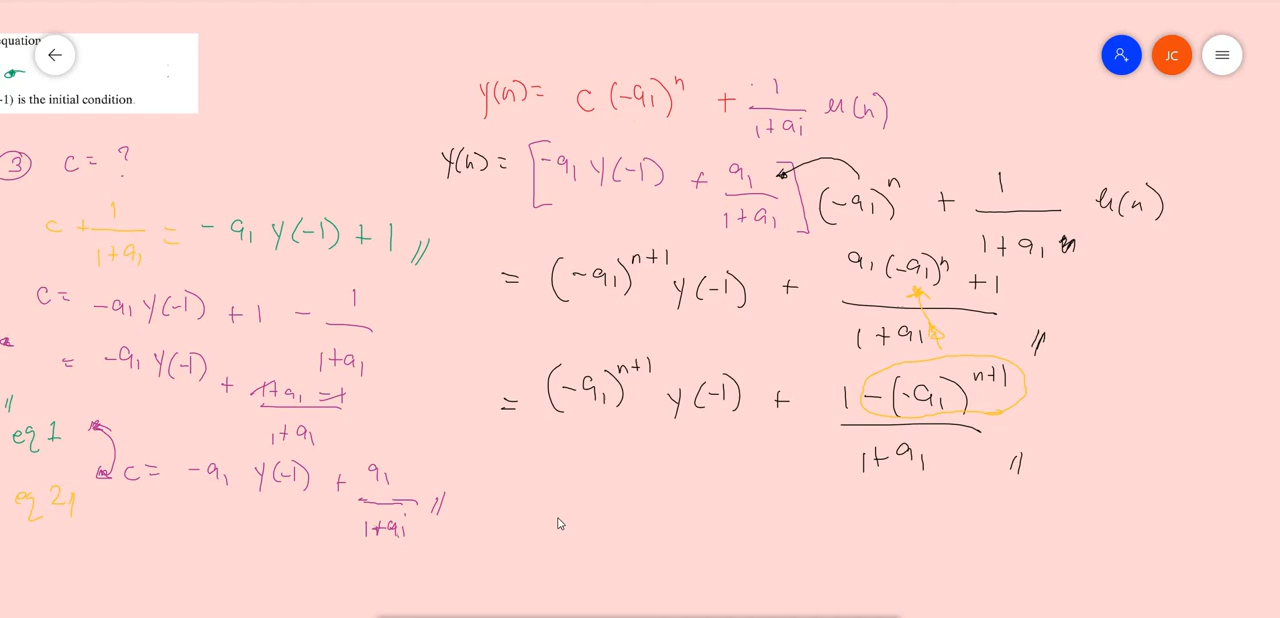 equation
-1) is the initial condition.
JC
③ C = ?
C + 1/(1+a₁) = -a₁ y(-1) + 1 //
C = -a₁ y(-1) + 1 - 1/(1+a₁)
= -a₁ y(-1) + (1+a₁-1)/(1+a₁)
//
eq 1
C = -a₁ y(-1) + a₁/(1+a₁) //
eq 2
y(n) = C (-a₁)ⁿ + 1/(1+a₁) u(n)
y(n) = [-a₁ y(-1) + a₁/(1+a₁)] (-a₁)ⁿ + 1/(1+a₁) u(n)
= (-a₁)ⁿ⁺¹ y(-1) + (a₁(-a₁)ⁿ + 1)/(1+a₁) //
= (-a₁)ⁿ⁺¹ y(-1) + (1 - (-a₁)ⁿ⁺¹)/(1+a₁) //